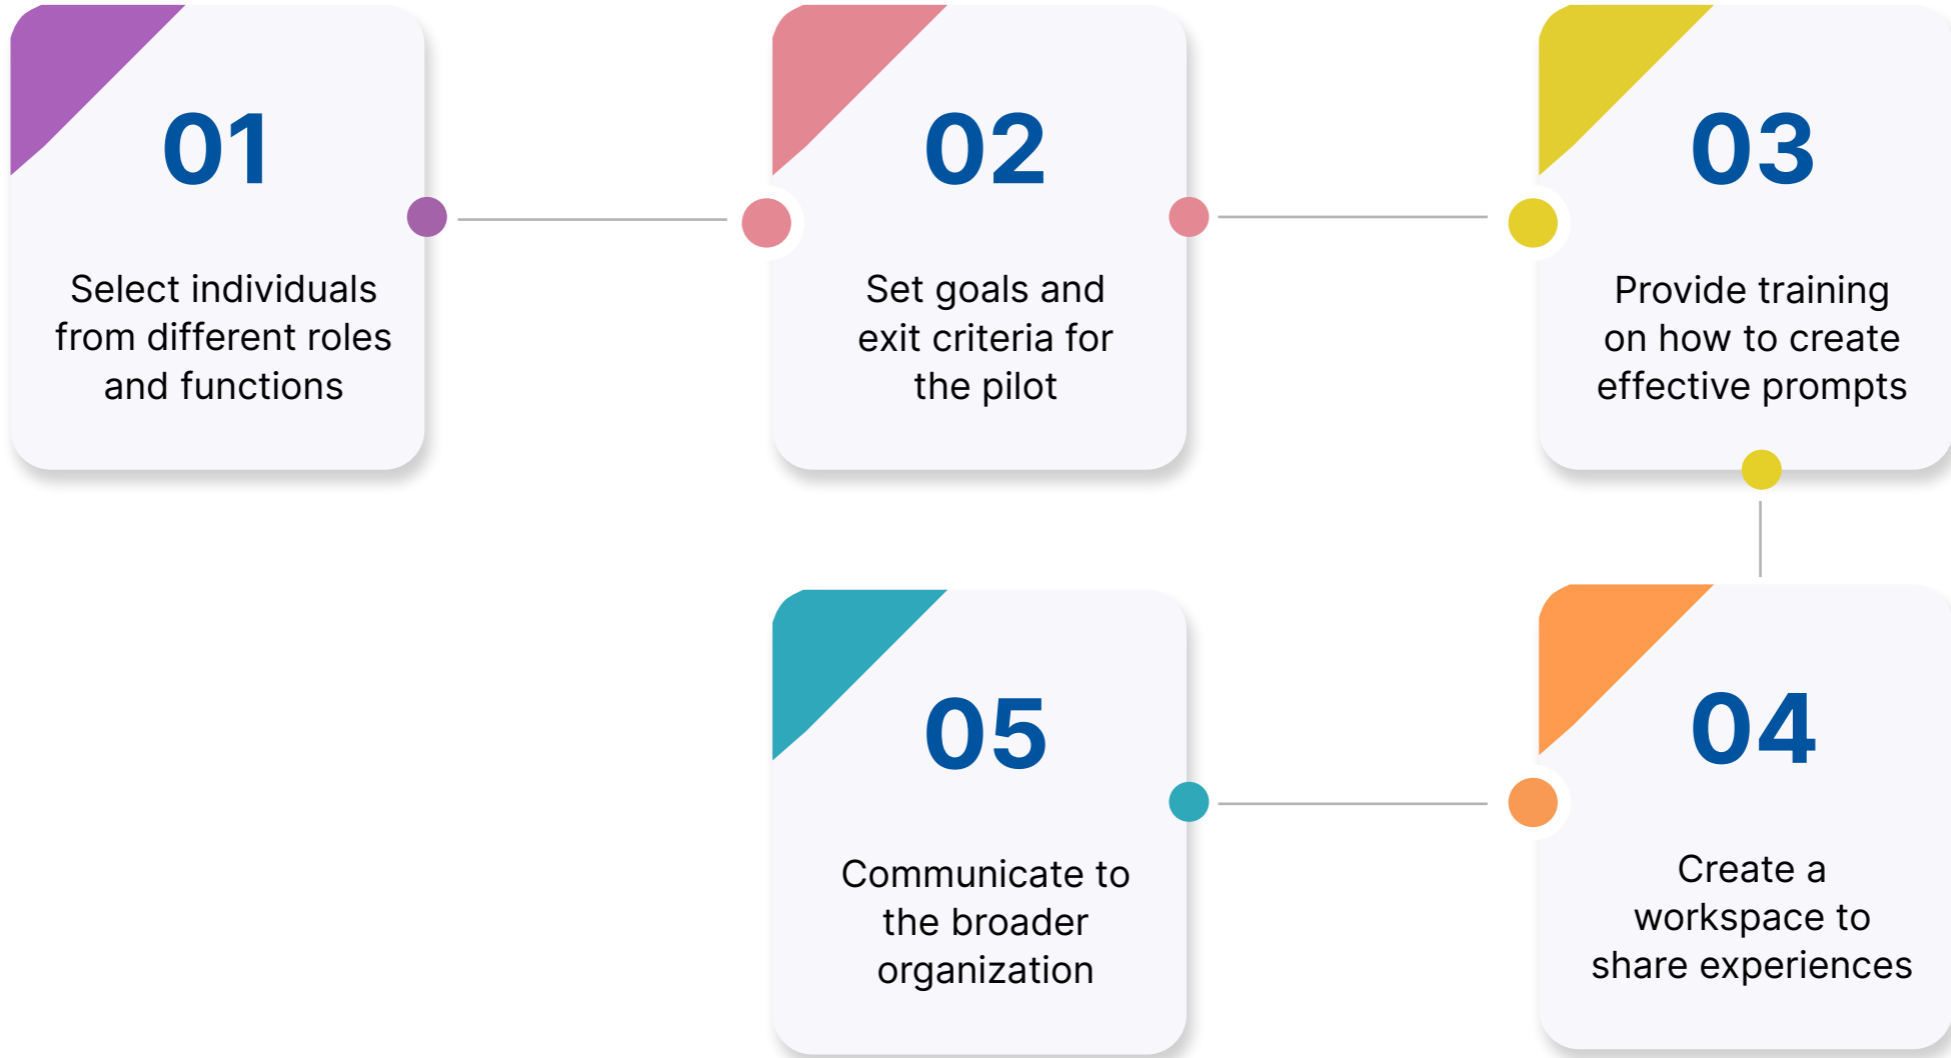 01
Select individuals
from different roles
and functions
02
Set goals and
exit criteria for
the pilot
03
Provide training
on how to create
effective prompts
04
Create a
workspace to
share experiences
05
Communicate to
the broader
organization